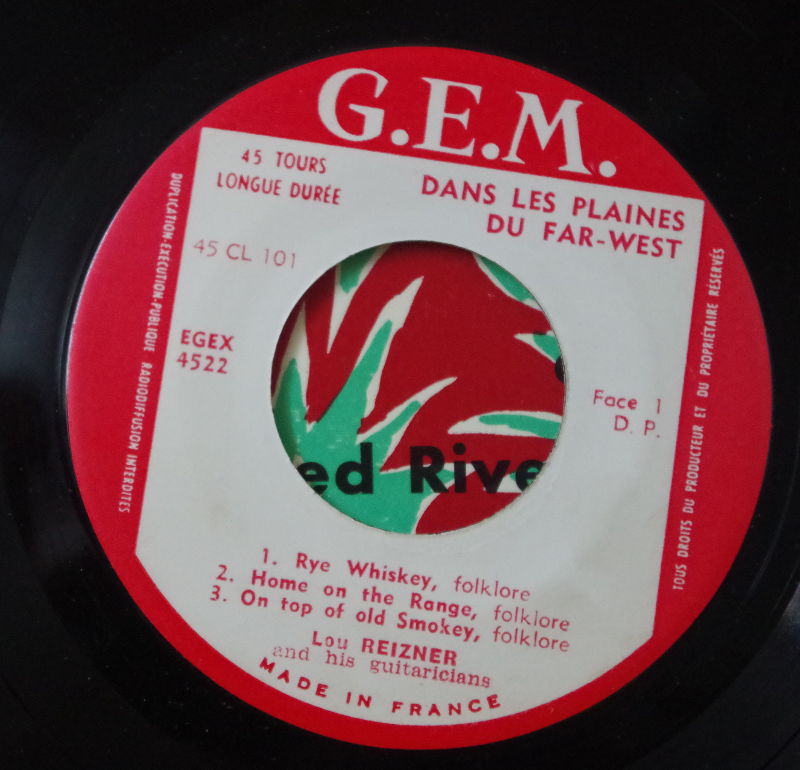 G.E.M.
45 TOURS
LONGUE DURÉE
DANS LES PLAINES
DU FAR-WEST
45 CL 101
EGEX
4522
Face 1
D. P.
DUPLICATION-EXÉCUTION-PUBLIQUE RADIODIFFUSION INTERDITES
TOUS DROITS DU PRODUCTEUR ET DU PROPRIÉTAIRE RÉSERVÉS
ed Rive
1. Rye Whiskey, folklore
2. Home on the Range, folklore
3. On top of old Smokey, folklore
Lou REIZNER
and his guitaricians
MADE IN FRANCE